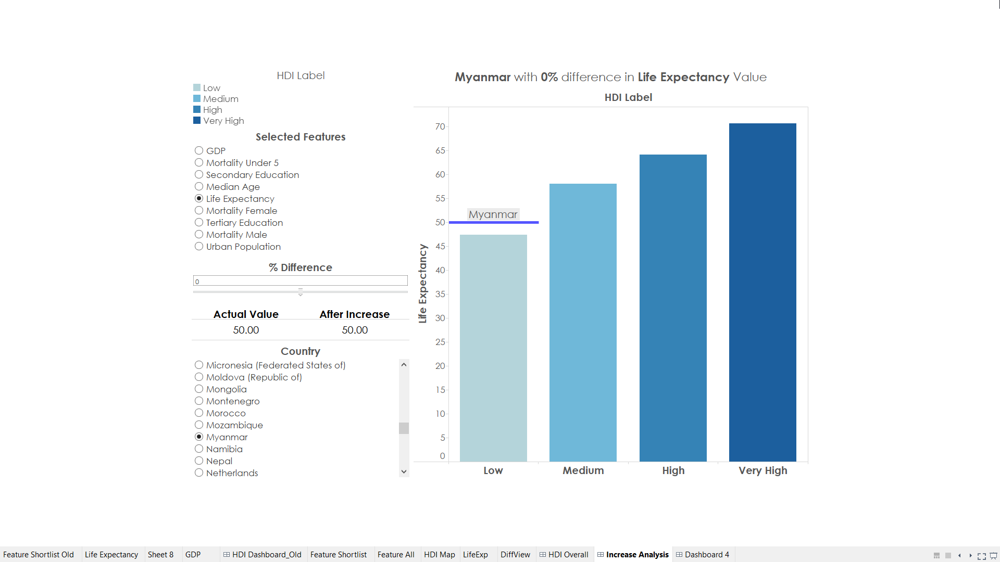 HDI Label
Low
Medium
High
Very High
Selected Features
GDP
Mortality Under 5
Secondary Education
Median Age
Life Expectancy
Mortality Female
Tertiary Education
Mortality Male
Urban Population
% Difference
0
Actual Value After Increase
50.00 50.00
Country
Micronesia (Federated States of)
Moldova (Republic of)
Mongolia
Montenegro
Morocco
Mozambique
Myanmar
Namibia
Nepal
Netherlands
Myanmar with 0% difference in Life Expectancy Value
HDI Label
Life Expectancy
70
65
60
55
50
45
40
35
30
25
20
15
10
5
0
Myanmar
Low Medium High Very High
Feature Shortlist Old Life Expectancy Sheet 8 GDP HDI Dashboard_Old Feature Shortlist Feature All HDI Map LifeExp DiffView HDI Overall Increase Analysis Dashboard 4